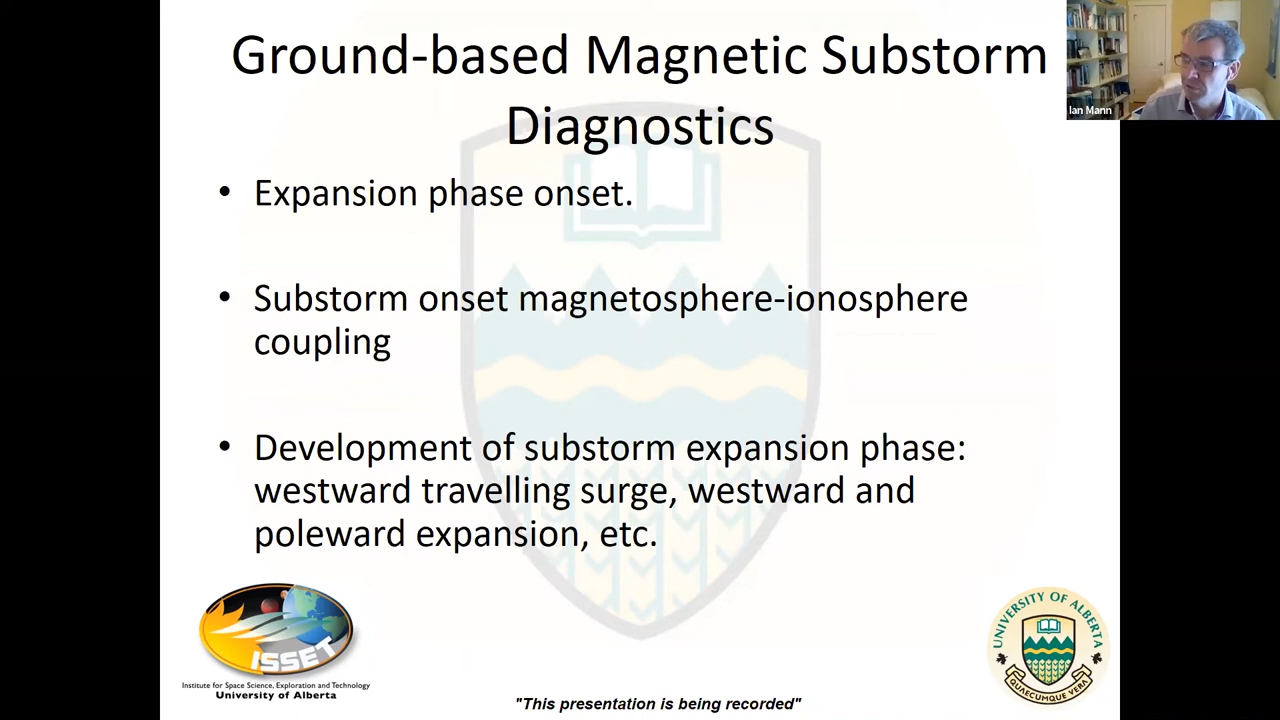 Ground-based Magnetic Substorm
Diagnostics
Ian Mann
• Expansion phase onset.
• Substorm onset magnetosphere-ionosphere
coupling
• Development of substorm expansion phase:
westward travelling surge, westward and
poleward expansion, etc.
ISSET
Institute for Space Science, Exploration and Technology
University of Alberta
UNIVERSITY OF ALBERTA
QUAECUMQUE VERA
"This presentation is being recorded"